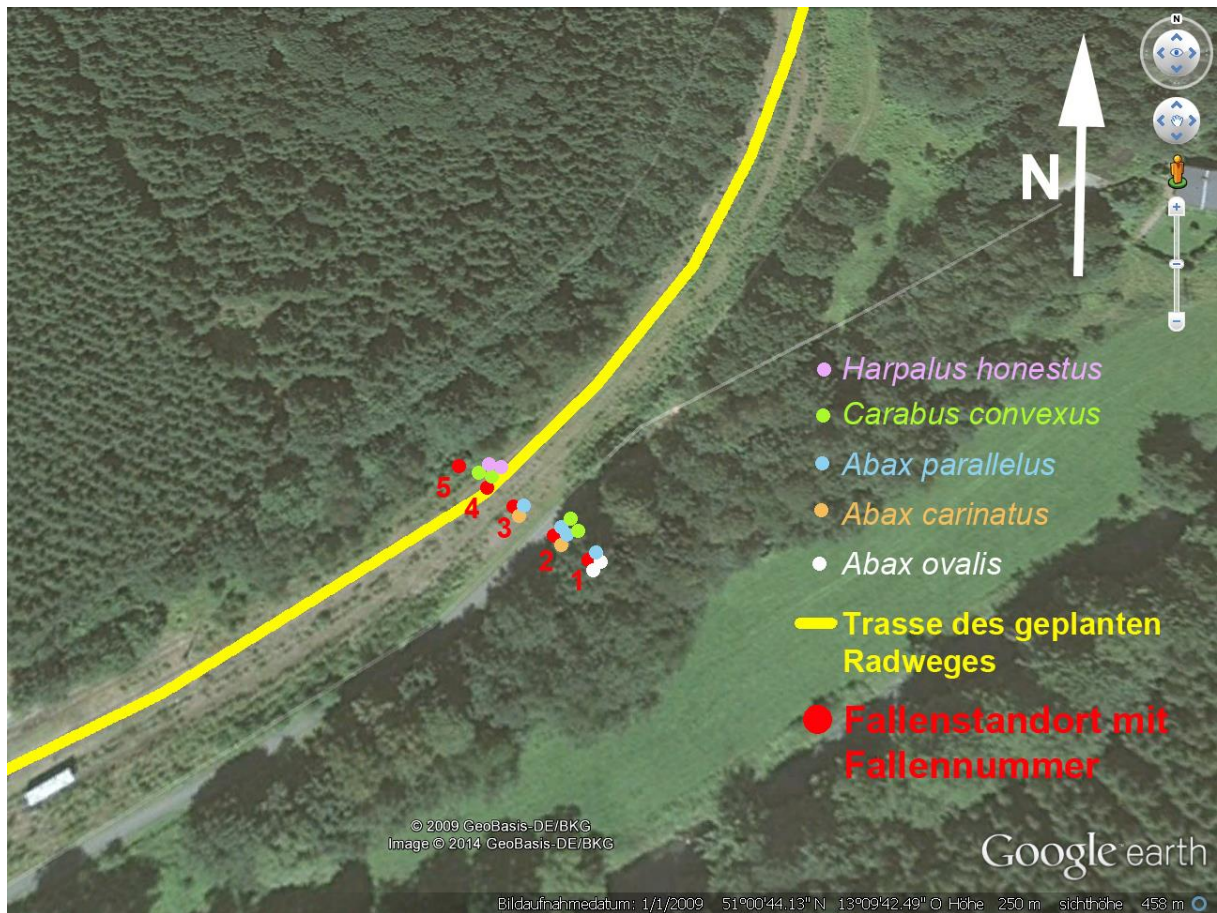 N
N
Harpalus honestus
Carabus convexus
Abax parallelus
Abax carinatus
Abax ovalis
Trasse des geplanten
Radweges
Fallenstandort mit
Fallennummer
5
4
3
2
1
© 2009 GeoBasis-DE/BKG
Image © 2014 GeoBasis-DE/BKG
Google earth
Bildaufnahmedatum: 1/1/2009 51°00'44.13" N 13°09'42.49" O Höhe 250 m sichthöhe 458 m